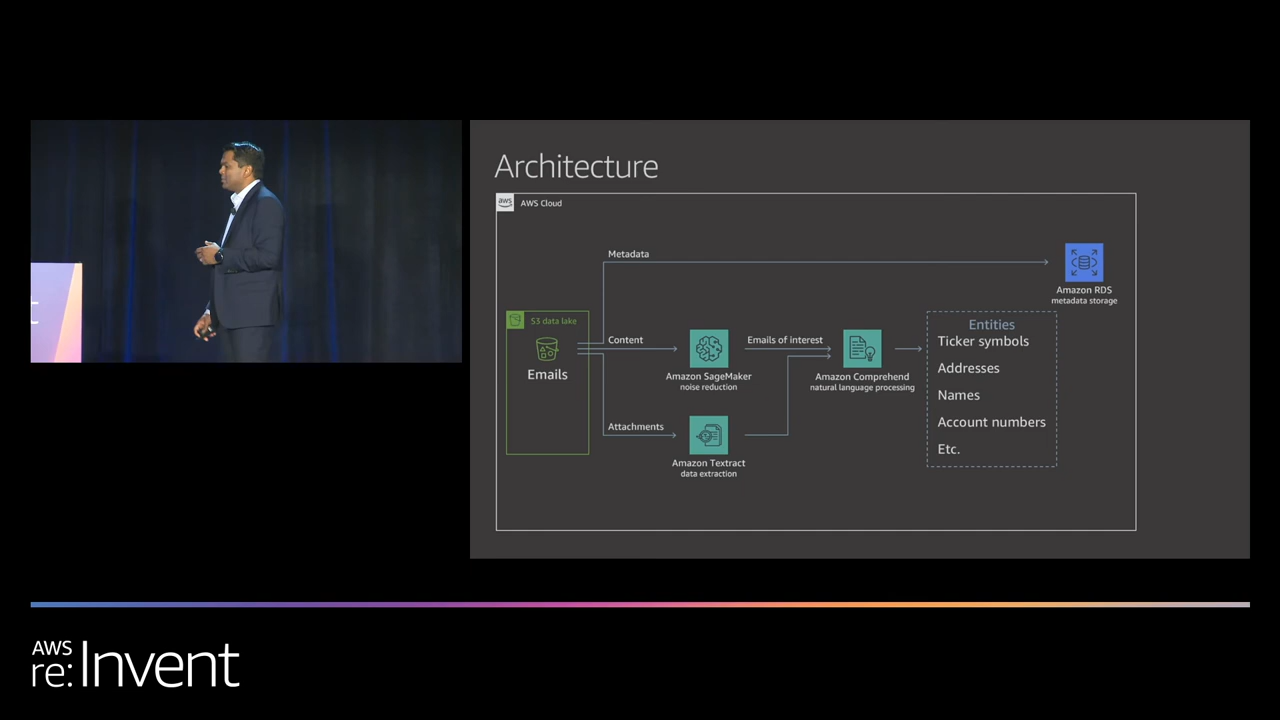 Architecture
aws
AWS Cloud
Metadata
Amazon RDS
metadata storage
S3 data lake
Emails
Content
Amazon SageMaker
noise reduction
Emails of interest
Amazon Comprehend
natural language processing
Entities
Ticker symbols
Addresses
Names
Account numbers
Etc.
Attachments
Amazon Textract
data extraction
AWS
re:Invent